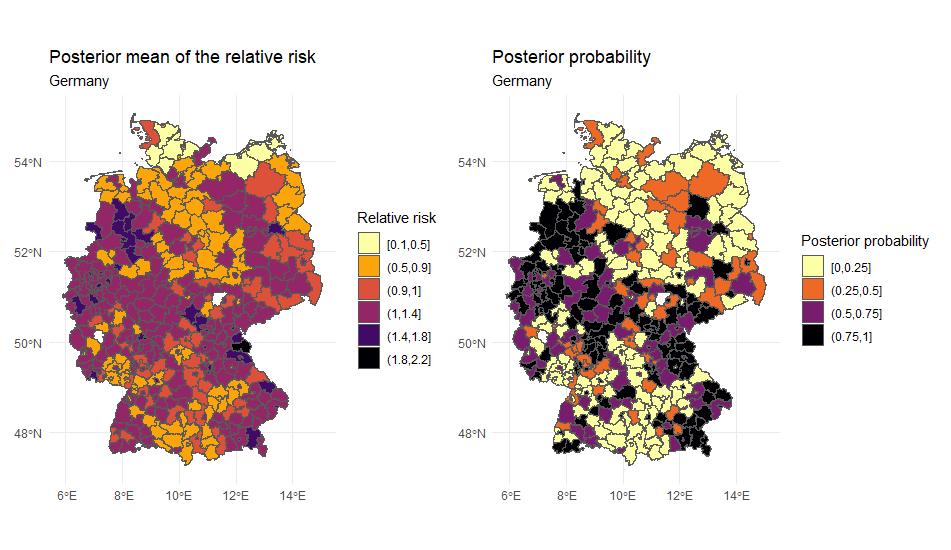 Posterior mean of the relative risk
Germany
54°N
52°N
50°N
48°N
6°E 8°E 10°E 12°E 14°E
Relative risk
[0.1,0.5]
(0.5,0.9]
(0.9,1]
(1,1.4]
(1.4,1.8]
(1.8,2.2]
Posterior probability
Germany
54°N
52°N
50°N
48°N
6°E 8°E 10°E 12°E 14°E
Posterior probability
[0,0.25]
(0.25,0.5]
(0.5,0.75]
(0.75,1]